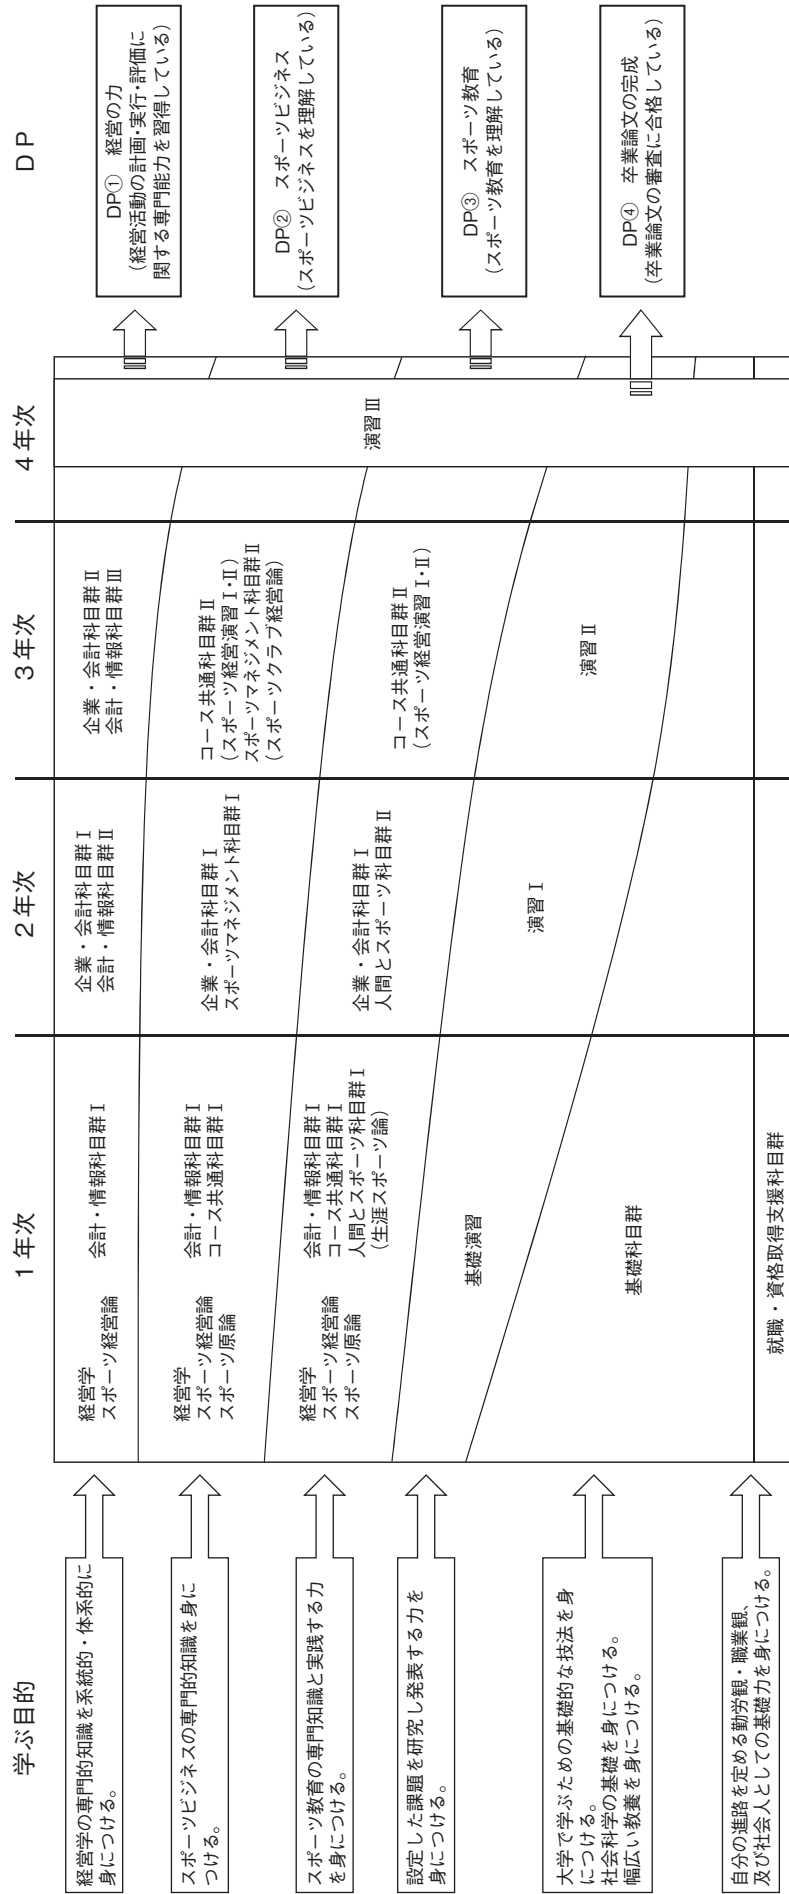 学ぶ目的
1年次
2年次
3年次
4年次
DP
経営学の専門的知識を系統的・体系的に
身につける。
経営学
スポーツ経営論
会計・情報科目群Ⅰ
企業・会計科目群Ⅰ
会計・情報科目群Ⅱ
企業・会計科目群Ⅱ
会計・情報科目群Ⅲ
DP① 経営の力
(経営活動の計画・実行・評価に
関する専門能力を習得している)
スポーツビジネスの専門的知識を身に
つける。
経営学
スポーツ経営論
スポーツ原論
会計・情報科目群Ⅰ
コース共通科目群Ⅰ
企業・会計科目群Ⅰ
スポーツマネジメント科目群Ⅰ
コース共通科目群Ⅱ
(スポーツ経営演習Ⅰ・Ⅱ)
スポーツマネジメント科目群Ⅱ
(スポーツクラブ経営論)
DP② スポーツビジネス
(スポーツビジネスを理解している)
スポーツ教育の専門知識と実践する力
を身につける。
経営学
スポーツ経営論
スポーツ原論
会計・情報科目群Ⅰ
コース共通科目群Ⅰ
人間とスポーツ科目群Ⅰ
(生涯スポーツ論)
企業・会計科目群Ⅰ
人間とスポーツ科目群Ⅱ
コース共通科目群Ⅱ
(スポーツ経営演習Ⅰ・Ⅱ)
DP③ スポーツ教育
(スポーツ教育を理解している)
設定した課題を研究し発表する力を
身につける。
基礎演習
演習Ⅰ
演習Ⅱ
演習Ⅲ
DP④ 卒業論文の完成
(卒業論文の審査に合格している)
大学で学ぶための基礎的な技法を身
につける。
社会科学の基礎を身につける。
幅広い教養を身につける。
基礎科目群
自分の進路を定める勤労観・職業観、
及び社会人としての基礎力を身につける。
就職・資格取得支援科目群